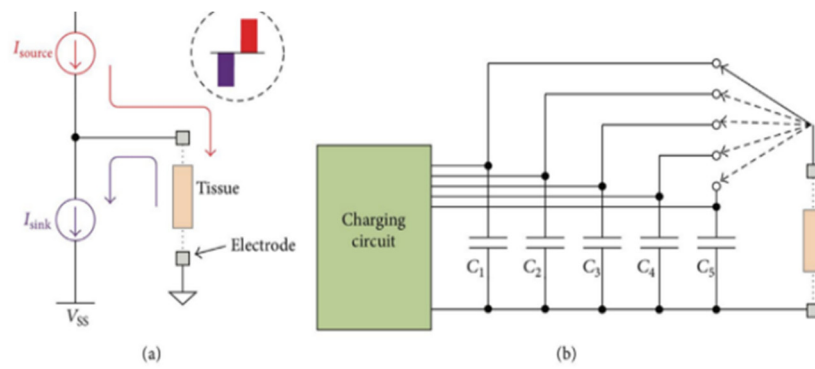 I_source
Tissue
I_sink
Electrode
V_SS
(a)
Charging
circuit
C_1
C_2
C_3
C_4
C_5
(b)